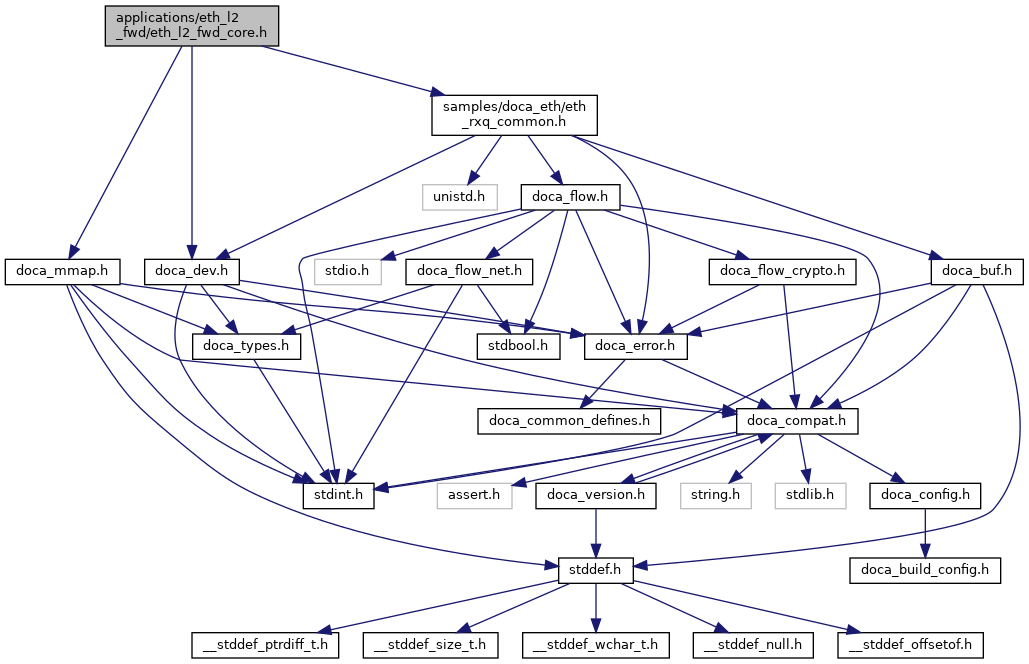 applications/eth_l2
_fwd/eth_l2_fwd_core.h
samples/doca_eth/eth
_rxq_common.h
unistd.h
doca_flow.h
doca_mmap.h
doca_dev.h
stdio.h
doca_flow_net.h
doca_flow_crypto.h
doca_buf.h
doca_types.h
stdbool.h
doca_error.h
doca_common_defines.h
doca_compat.h
stdint.h
assert.h
doca_version.h
string.h
stdlib.h
doca_config.h
stddef.h
doca_build_config.h
__stddef_ptrdiff_t.h
__stddef_size_t.h
__stddef_wchar_t.h
__stddef_null.h
__stddef_offsetof.h